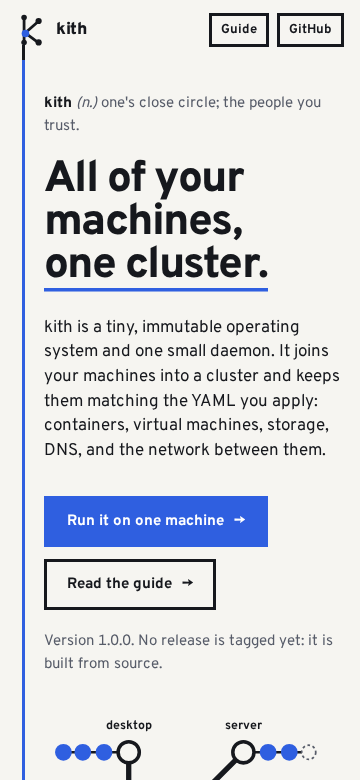 kith
Guide
GitHub
kith (n.) one's close circle; the people you
trust.
All of your
machines,
one cluster.
kith is a tiny, immutable operating
system and one small daemon. It joins
your machines into a cluster and keeps
them matching the YAML you apply:
containers, virtual machines, storage,
DNS, and the network between them.
Run it on one machine →
Read the guide →
Version 1.0.0. No release is tagged yet: it is
built from source.
desktop
server